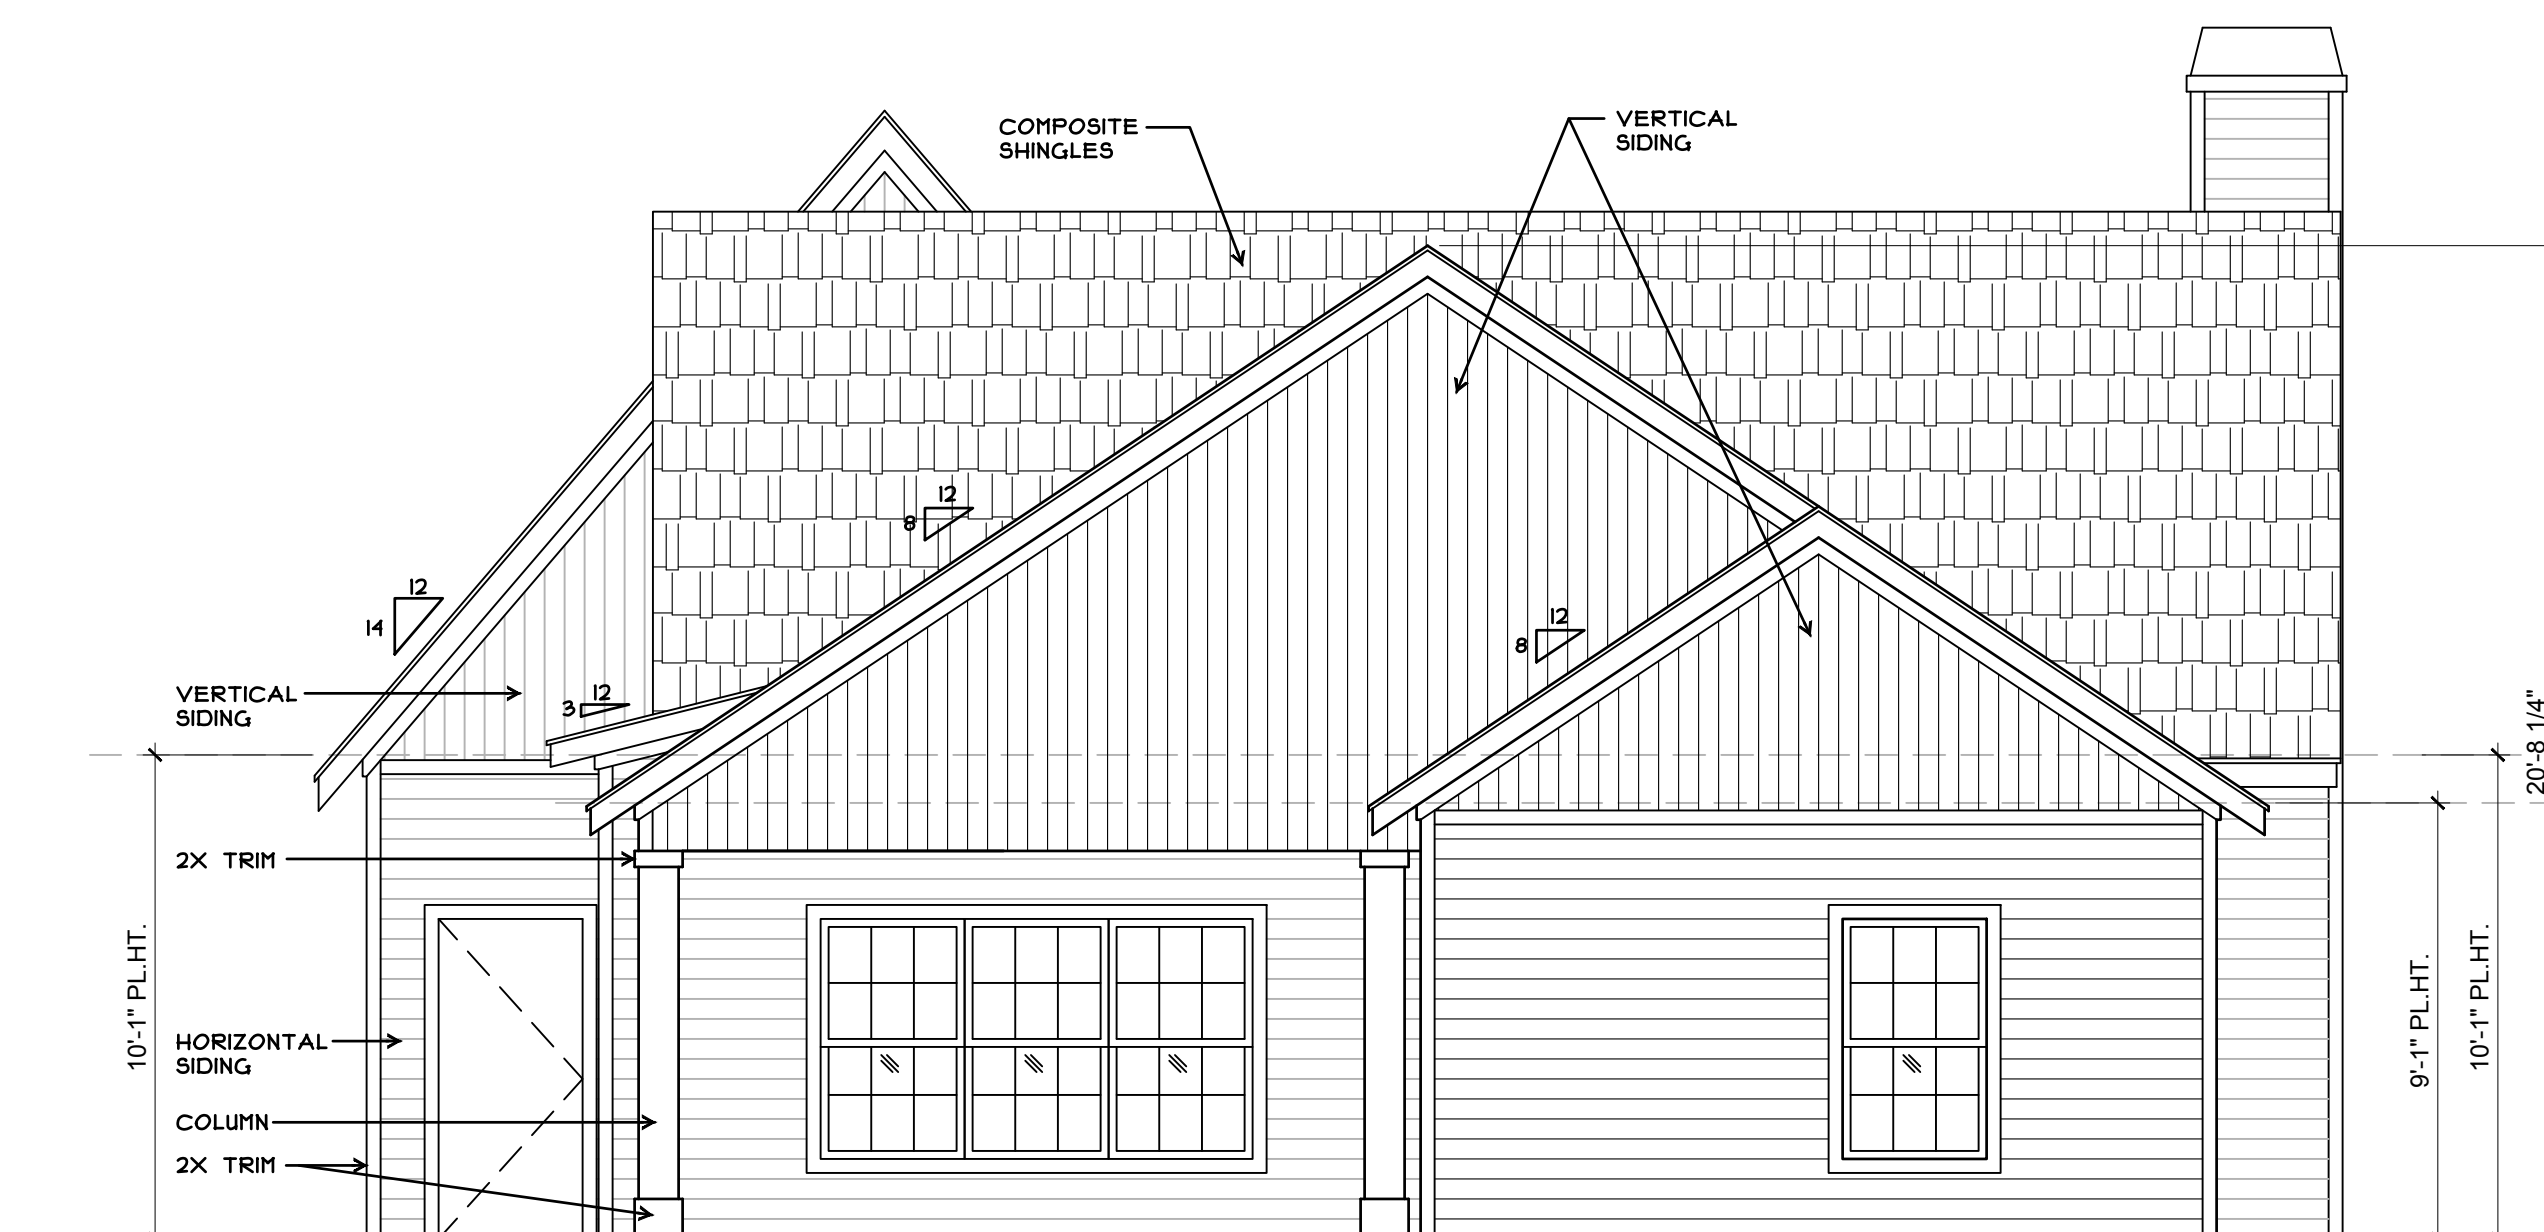 COMPOSITE
SHINGLES
VERTICAL
SIDING
12
8
12
14
12
8
VERTICAL
SIDING
12
3
20'-8 1/4"
2X TRIM
10'-1" PL.HT.
9'-1" PL.HT.
10'-1" PL.HT.
HORIZONTAL
SIDING
COLUMN
2X TRIM